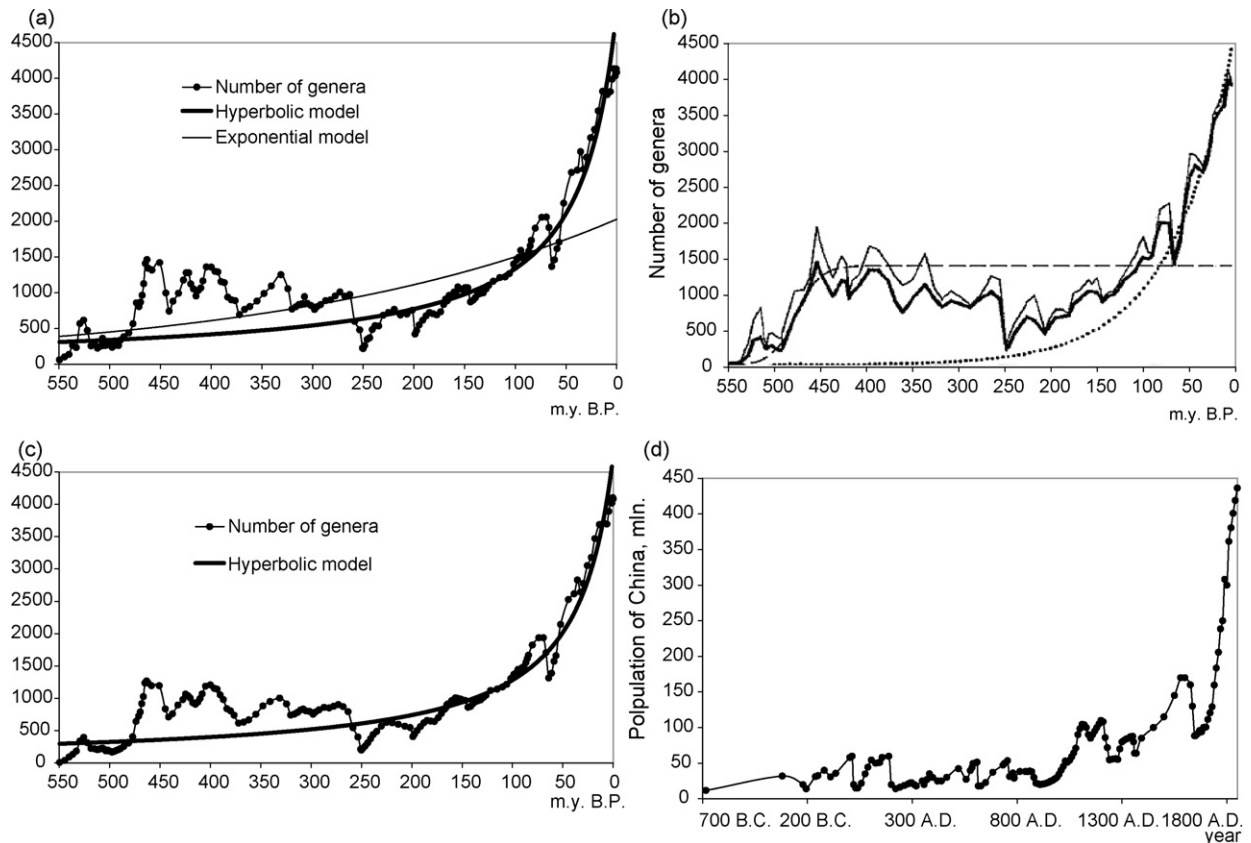 (a)
4500
4000
3500
3000
2500
2000
1500
1000
500
0
Number of genera
Hyperbolic model
Exponential model
550 500 450 400 350 300 250 200 150 100 50 0
m.y. B.P.
(b)
Number of genera
4500
4000
3500
3000
2500
2000
1500
1000
500
0
550 500 450 400 350 300 250 200 150 100 50 0
m.y. B.P.
(c)
4500
4000
3500
3000
2500
2000
1500
1000
500
0
Number of genera
Hyperbolic model
550 500 450 400 350 300 250 200 150 100 50 0
m.y. B.P.
(d)
Polpulation of China, mln.
450
400
350
300
250
200
150
100
50
0
700 B.C. 200 B.C. 300 A.D. 800 A.D. 1300 A.D. 1800 A.D.
year